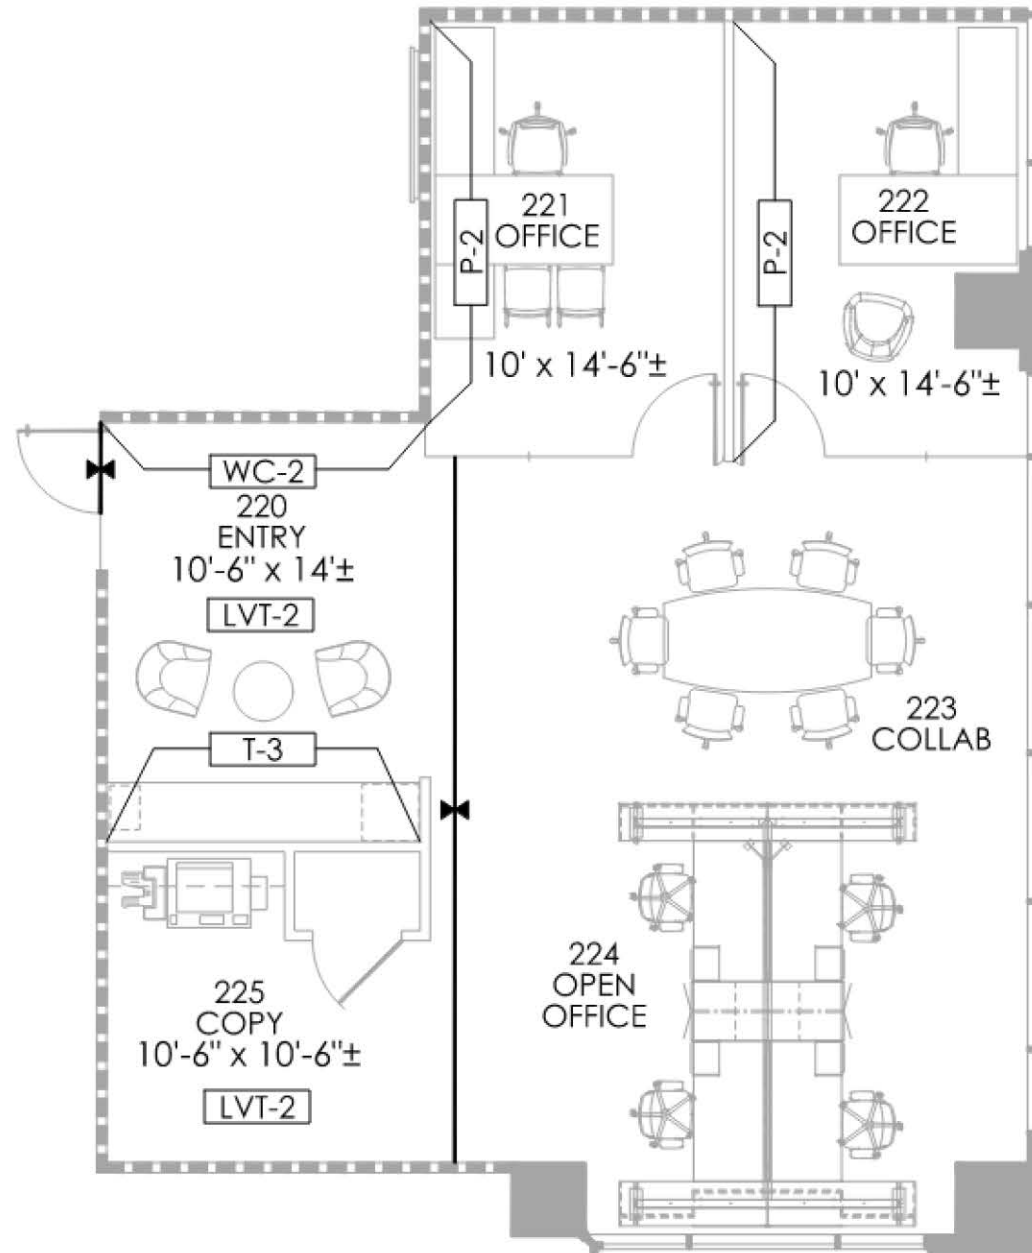 221
OFFICE
P-2
10' x 14'-6"±
222
OFFICE
P-2
10' x 14'-6"±
WC-2
220
ENTRY
10'-6" x 14'±
LVT-2
T-3
223
COLLAB
224
OPEN
OFFICE
225
COPY
10'-6" x 10'-6"±
LVT-2